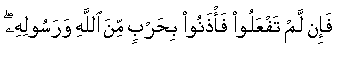 فَإِن لَّمْ تَفْعَلُوا۟ فَأْذَنُوا۟ بِحَرْبٍۢ مِّنَ ٱللَّهِ وَرَسُولِهِۦ ۖ